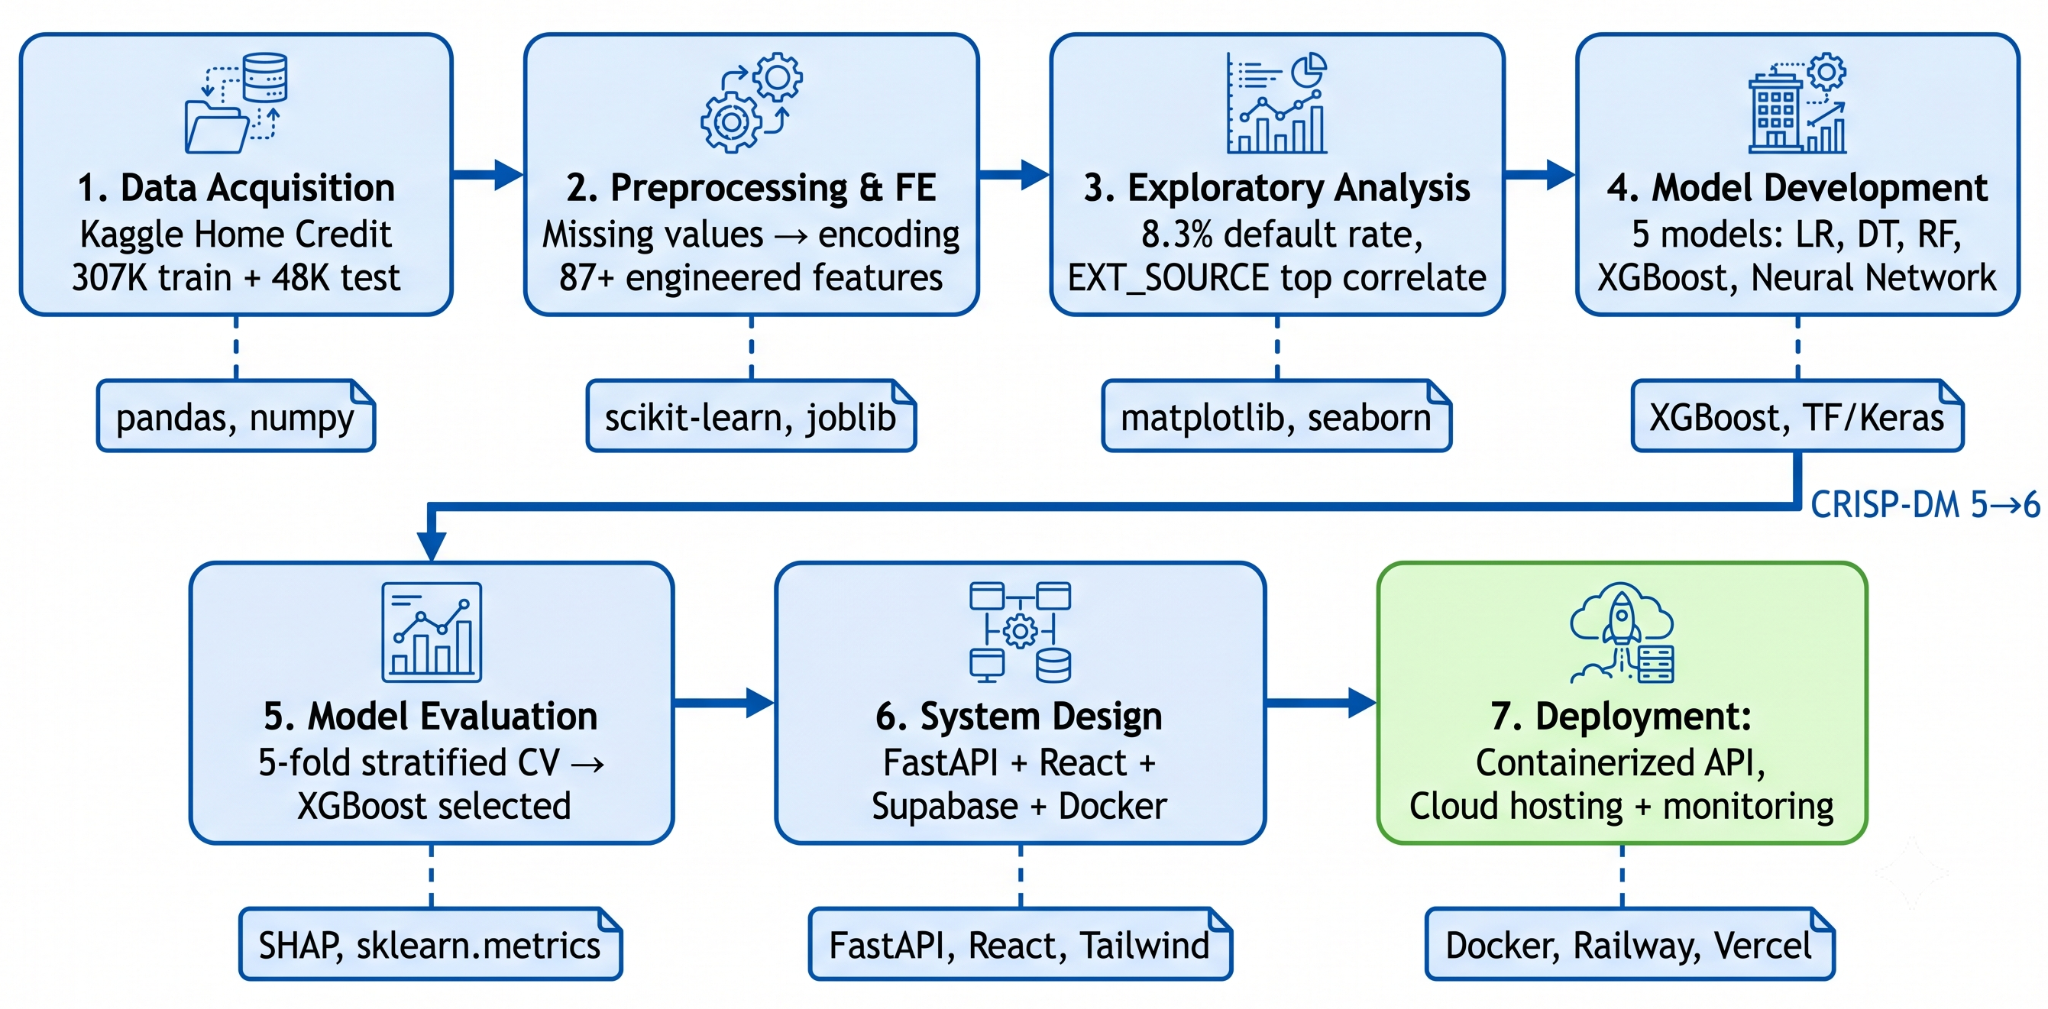 1. Data Acquisition
Kaggle Home Credit
307K train + 48K test
2. Preprocessing & FE
Missing values → encoding
87+ engineered features
3. Exploratory Analysis
8.3% default rate,
EXT_SOURCE top correlate
4. Model Development
5 models: LR, DT, RF,
XGBoost, Neural Network
pandas, numpy
scikit-learn, joblib
matplotlib, seaborn
XGBoost, TF/Keras
CRISP-DM 5→6
5. Model Evaluation
5-fold stratified CV →
XGBoost selected
6. System Design
FastAPI + React +
Supabase + Docker
7. Deployment:
Containerized API,
Cloud hosting + monitoring
SHAP, sklearn.metrics
FastAPI, React, Tailwind
Docker, Railway, Vercel